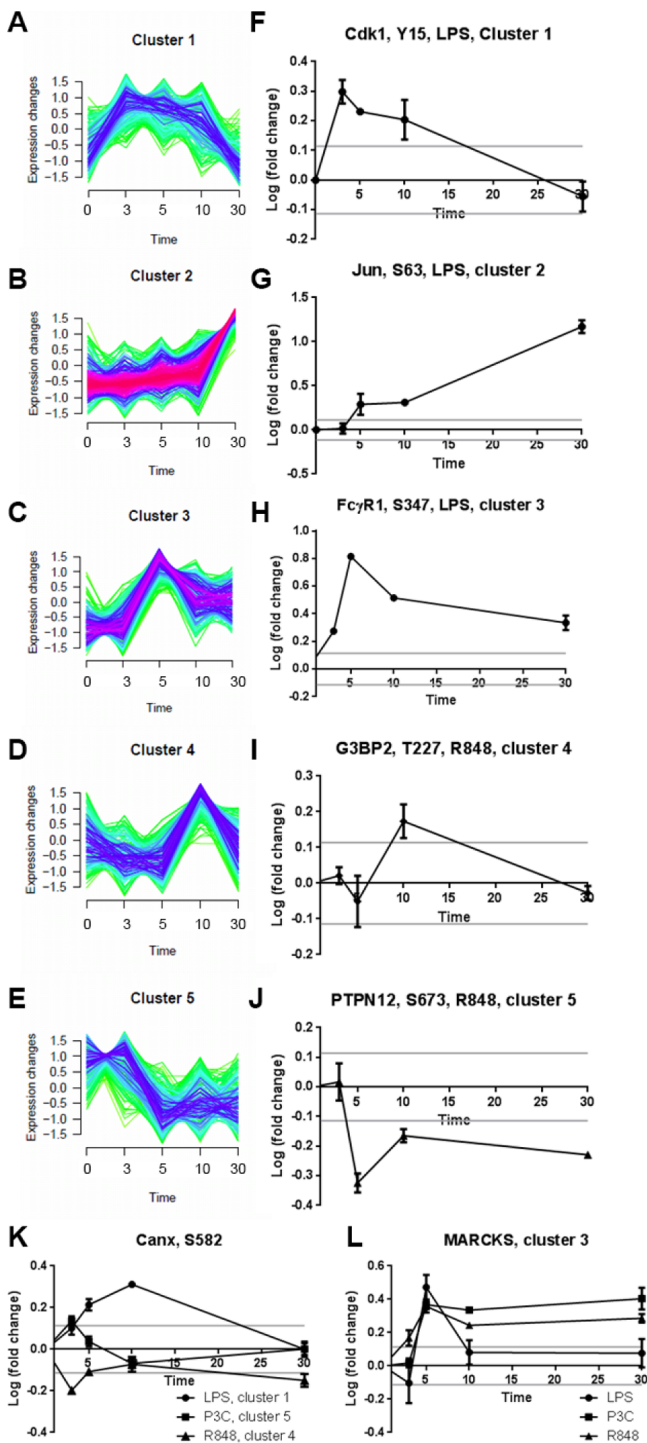 A
Cluster 1
Expression changes
1.5
1.0
0.5
0.0
−0.5
−1.0
−1.5
0 3 5 10 30
Time
F
Cdk1, Y15, LPS, Cluster 1
Log (fold change)
0.4
0.3
0.2
0.1
0.0
-0.1
-0.2
5 10 15 20 25 30
Time
B
Cluster 2
Expression changes
1.5
1.0
0.5
0.0
−0.5
−1.0
−1.5
0 3 5 10 30
Time
G
Jun, S63, LPS, cluster 2
Log (fold change)
1.5
1.0
0.5
0.0
-0.5
5 10 15 20 25 30
Time
C
Cluster 3
Expression changes
1.5
1.0
0.5
0.0
−0.5
−1.0
−1.5
0 3 5 10 30
Time
H
FcγR1, S347, LPS, cluster 3
Log (fold change)
1.0
0.8
0.6
0.4
0.2
0.0
-0.2
5 10 15 20 25 30
Time
D
Cluster 4
Expression changes
1.5
1.0
0.5
0.0
−0.5
−1.0
−1.5
0 3 5 10 30
Time
I
G3BP2, T227, R848, cluster 4
Log (fold change)
0.3
0.2
0.1
0.0
-0.1
-0.2
5 10 15 20 25 30
Time
E
Cluster 5
Expression changes
1.5
1.0
0.5
0.0
−0.5
−1.0
−1.5
0 3 5 10 30
Time
J
PTPN12, S673, R848, cluster 5
Log (fold change)
0.2
0.1
0.0
-0.1
-0.2
-0.3
-0.4
5 10 15 20 25 30
Time
K
Canx, S582
Log (fold change)
0.4
0.2
0.0
-0.2
-0.4
5 10 15 20 25 30
Time
LPS, cluster 1
P3C, cluster 5
R848, cluster 4
L
MARCKS, cluster 3
Log (fold change)
0.6
0.4
0.2
0.0
-0.2
-0.4
5 10 15 20 25 30
Time
LPS
P3C
R848